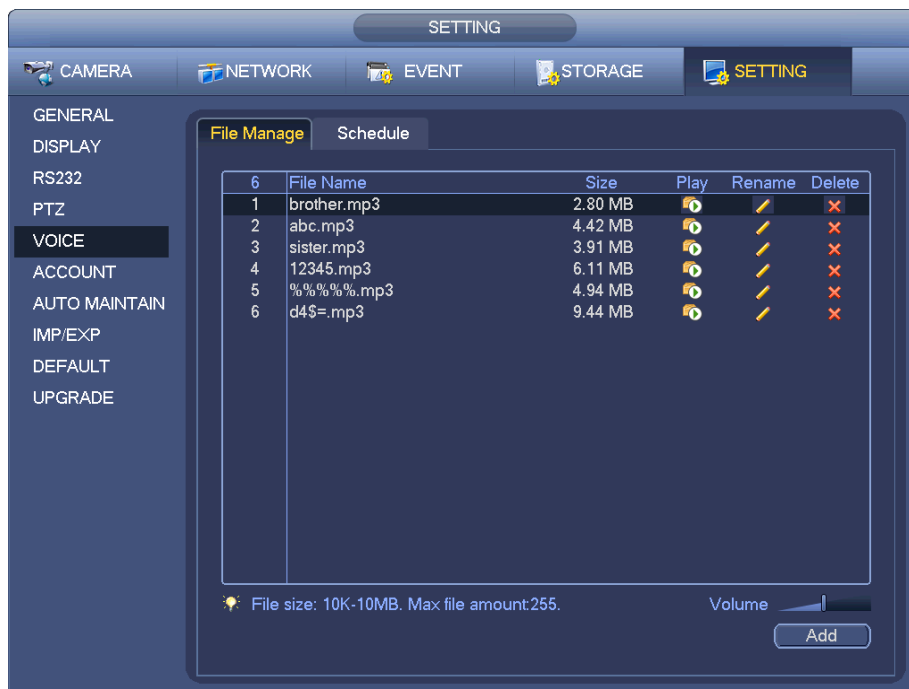 SETTING
CAMERA NETWORK EVENT STORAGE SETTING
GENERAL
DISPLAY
RS232
PTZ
VOICE
ACCOUNT
AUTO MAINTAIN
IMP/EXP
DEFAULT
UPGRADE
File Manage Schedule
6 File Name Size Play Rename Delete
1 brother.mp3 2.80 MB
2 abc.mp3 4.42 MB
3 sister.mp3 3.91 MB
4 12345.mp3 6.11 MB
5 %%%%%.mp3 4.94 MB
6 d4$=.mp3 9.44 MB
File size: 10K-10MB. Max file amount:255. Volume
Add